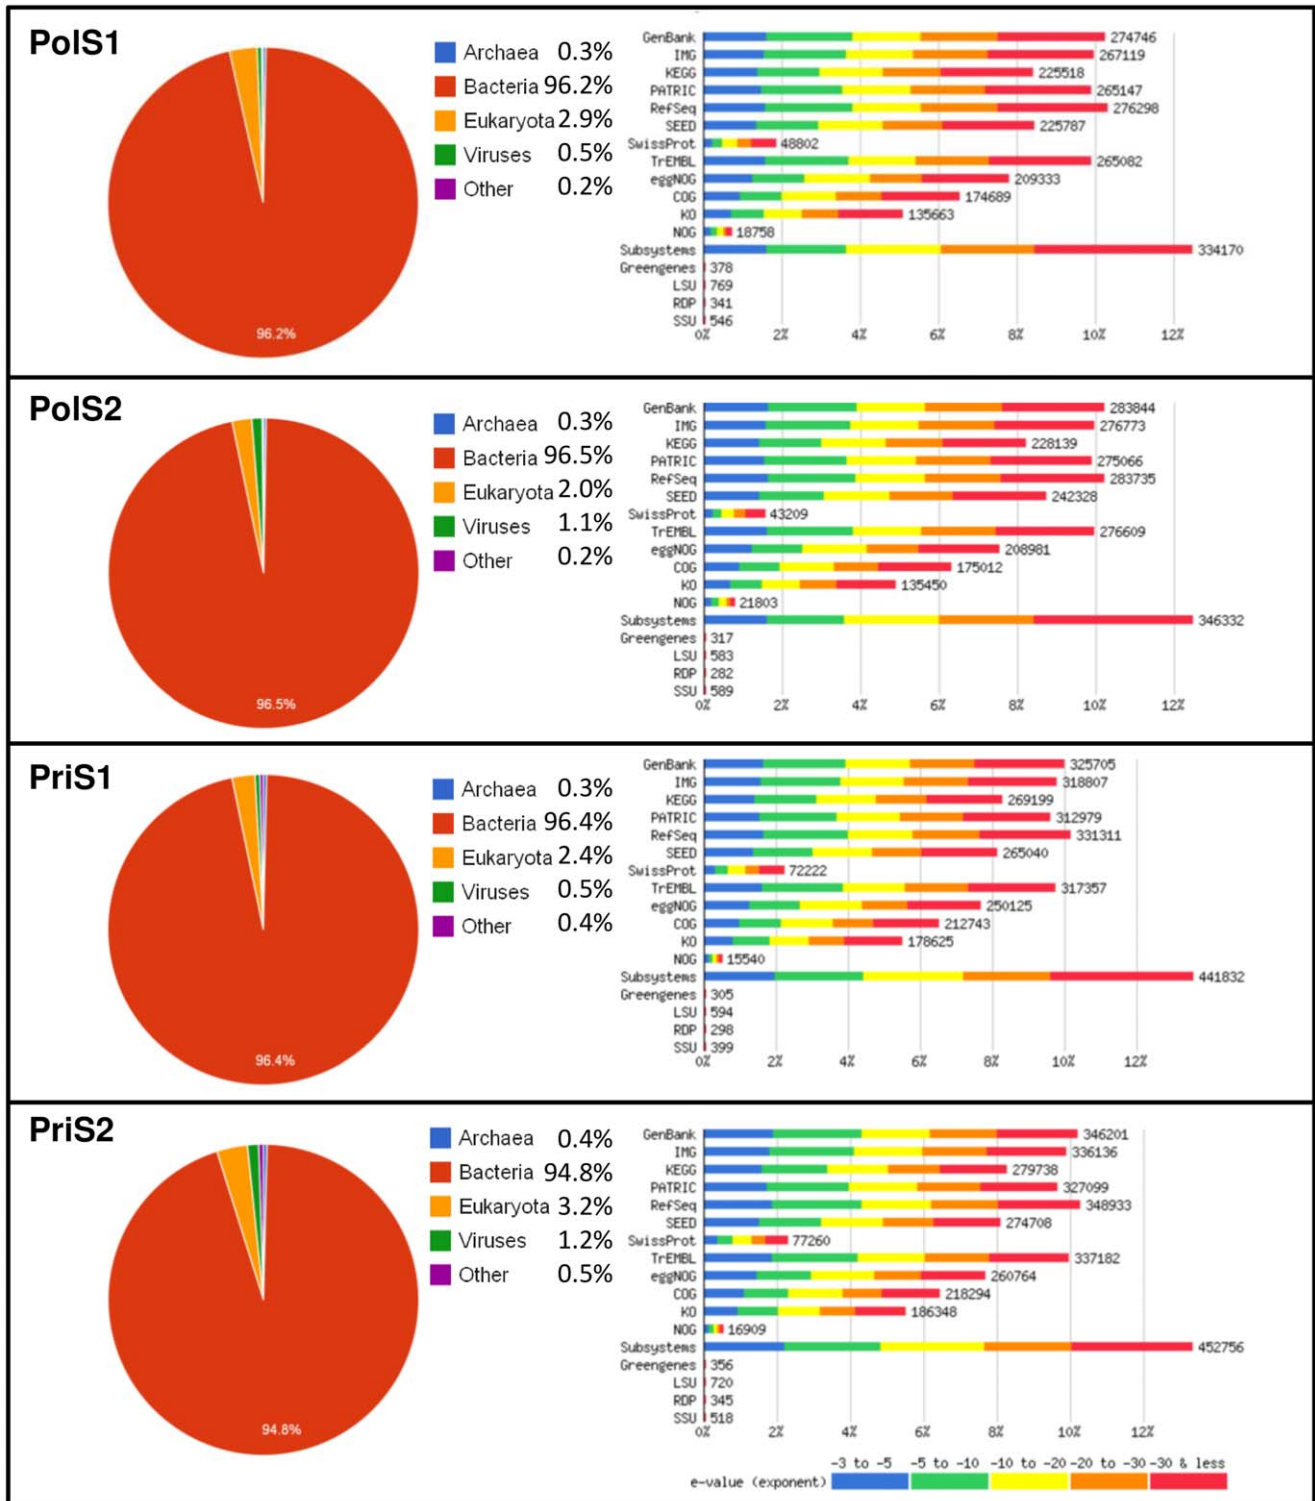 PolS1
Archaea 0.3%
Bacteria 96.2%
Eukaryota 2.9%
Viruses 0.5%
Other 0.2%
96.2%
GenBank 274746
IMG 267119
KEGG 225518
PATRIC 265147
RefSeq 276298
SEED 225787
SwissProt 48802
TrEMBL 265082
eggNOG 209333
COG 174689
KO 135663
NOG 18758
Subsystems 334170
Greengenes 378
LSU 769
RDP 341
SSU 546
0% 2% 4% 6% 8% 10% 12%
PolS2
Archaea 0.3%
Bacteria 96.5%
Eukaryota 2.0%
Viruses 1.1%
Other 0.2%
96.5%
GenBank 283844
IMG 276773
KEGG 228139
PATRIC 275066
RefSeq 283735
SEED 242328
SwissProt 43209
TrEMBL 276609
eggNOG 208981
COG 175012
KO 135450
NOG 21803
Subsystems 346332
Greengenes 317
LSU 583
RDP 282
SSU 589
0% 2% 4% 6% 8% 10% 12%
PriS1
Archaea 0.3%
Bacteria 96.4%
Eukaryota 2.4%
Viruses 0.5%
Other 0.4%
96.4%
GenBank 325705
IMG 318807
KEGG 269199
PATRIC 312979
RefSeq 331311
SEED 265040
SwissProt 72222
TrEMBL 317357
eggNOG 250125
COG 212743
KO 178625
NOG 15540
Subsystems 441832
Greengenes 305
LSU 594
RDP 298
SSU 399
0% 2% 4% 6% 8% 10% 12%
PriS2
Archaea 0.4%
Bacteria 94.8%
Eukaryota 3.2%
Viruses 1.2%
Other 0.5%
94.8%
GenBank 346201
IMG 336136
KEGG 279738
PATRIC 327099
RefSeq 348933
SEED 274708
SwissProt 77260
TrEMBL 337182
eggNOG 260764
COG 218294
KO 186348
NOG 16909
Subsystems 452756
Greengenes 356
LSU 720
RDP 345
SSU 518
0% 2% 4% 6% 8% 10% 12%
-3 to -5 -5 to -10 -10 to -20 -20 to -30 -30 & less
e-value (exponent)